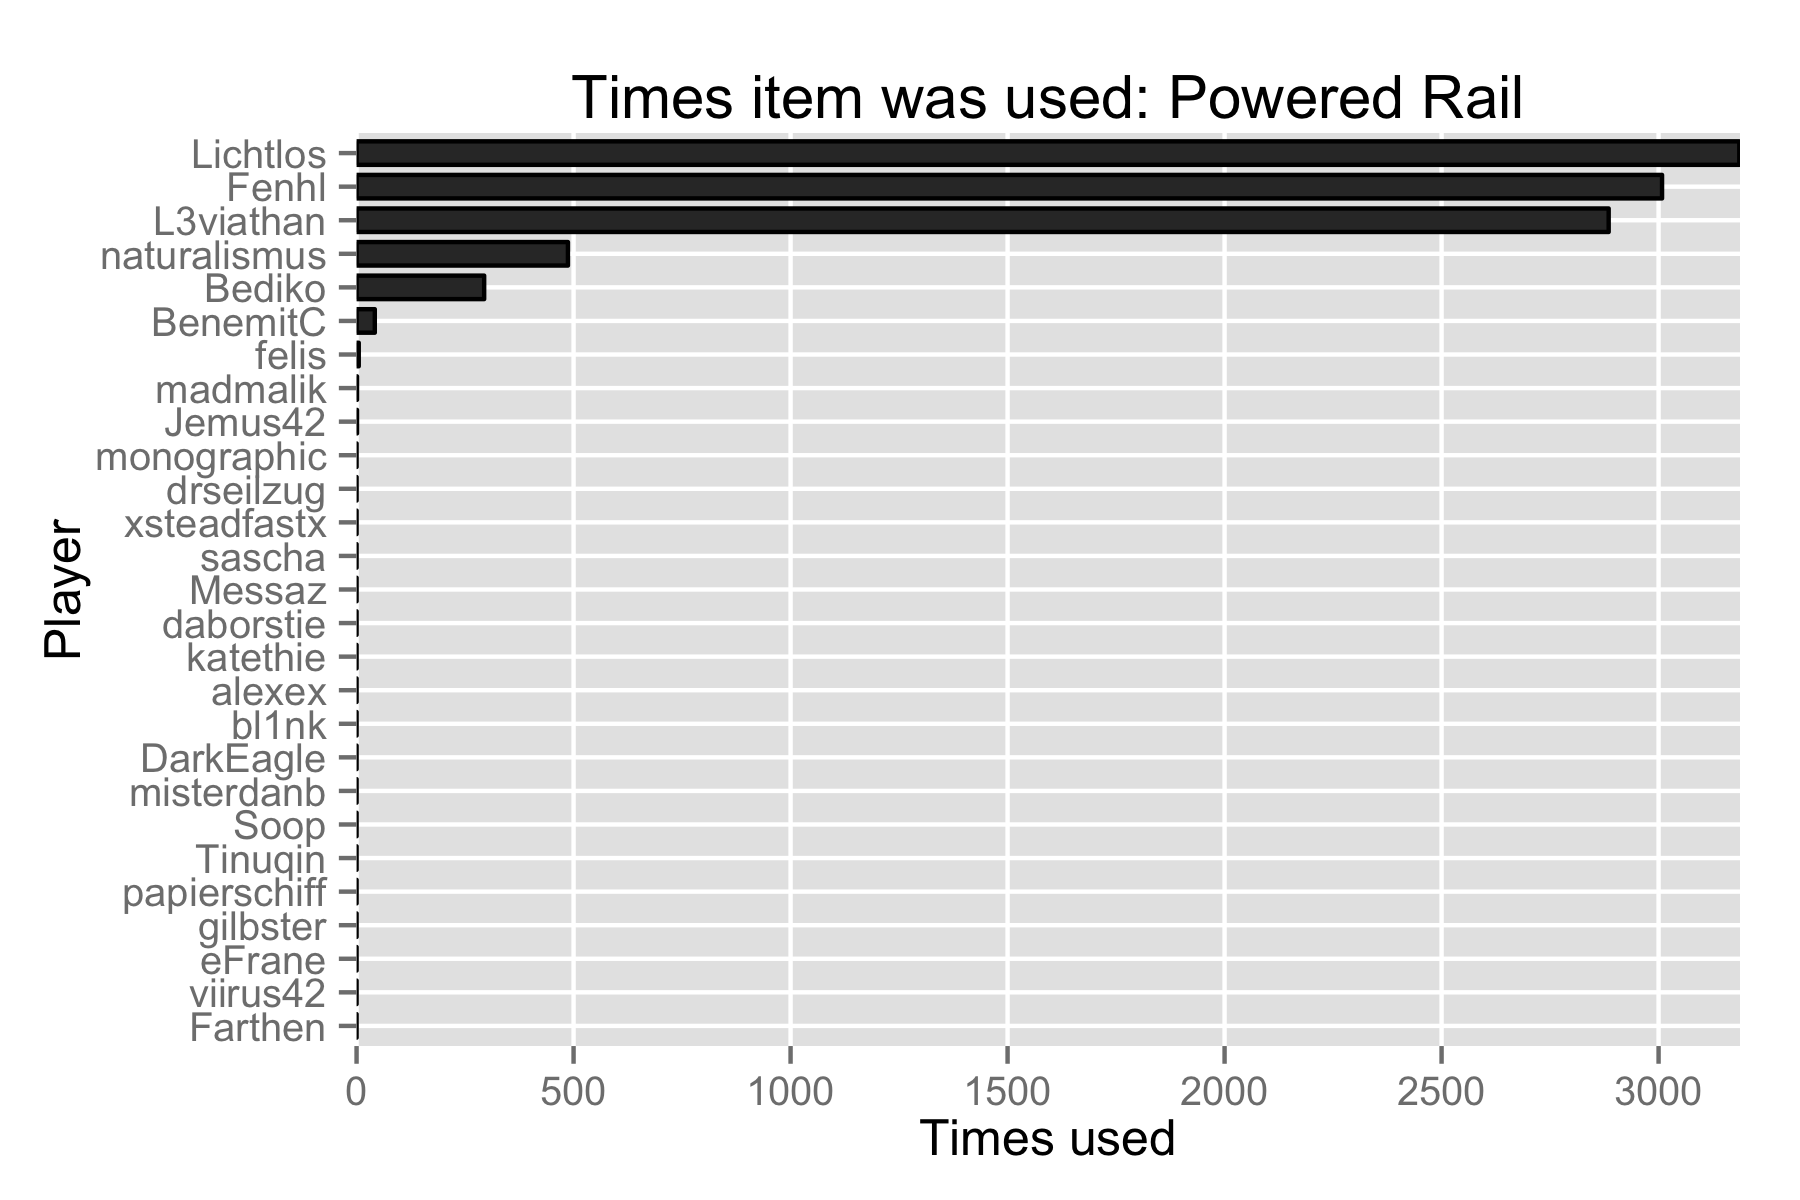 Times item was used: Powered Rail
Lichtlos
Fenhl
L3viathan
naturalismus
Bediko
BenemitC
felis
madmalik
Jemus42
monographic
drseilzug
xsteadfastx
sascha
Messaz
daborstie
katethie
alexex
bl1nk
DarkEagle
misterdanb
Soop
Tinuqin
papierschiff
gilbster
eFrane
viirus42
Farthen
Player
0 500 1000 1500 2000 2500 3000
Times used